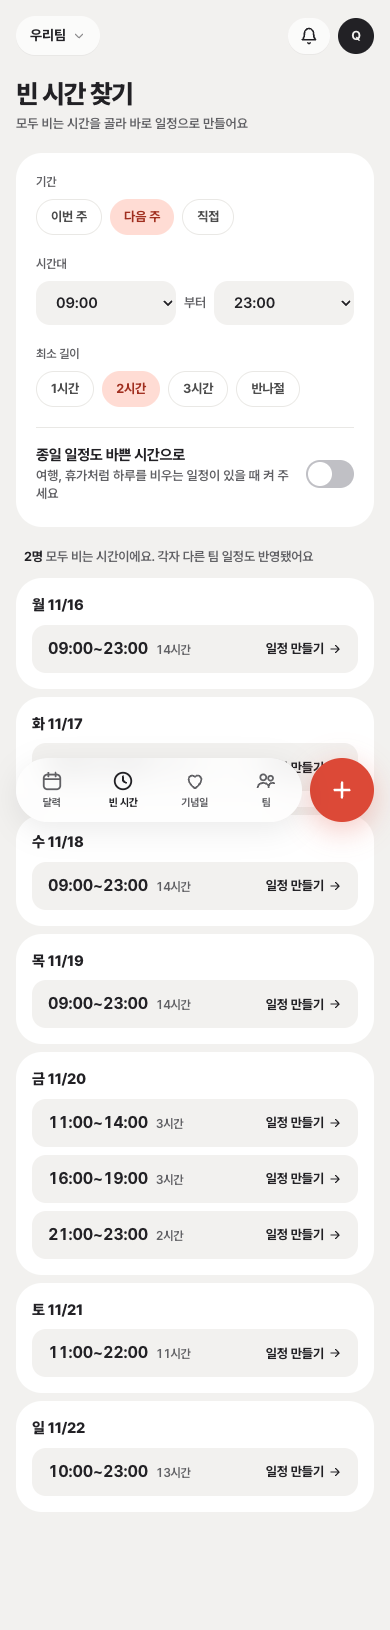 우리팀
Q
빈 시간 찾기
모두 비는 시간을 골라 바로 일정으로 만들어요
기간
이번 주
다음 주
직접
시간대
09:00
부터
23:00
최소 길이
1시간
2시간
3시간
반나절
종일 일정도 바쁜 시간으로
여행, 휴가처럼 하루를 비우는 일정이 있을 때 켜 주
세요
2명 모두 비는 시간이에요. 각자 다른 팀 일정도 반영됐어요
월 11/16
09:00~23:00 14시간 일정 만들기 →
화 11/17
만들기
달력
빈 시간
기념일
팀
수 11/18
09:00~23:00 14시간 일정 만들기 →
목 11/19
09:00~23:00 14시간 일정 만들기 →
금 11/20
11:00~14:00 3시간 일정 만들기 →
16:00~19:00 3시간 일정 만들기 →
21:00~23:00 2시간 일정 만들기 →
토 11/21
11:00~22:00 11시간 일정 만들기 →
일 11/22
10:00~23:00 13시간 일정 만들기 →